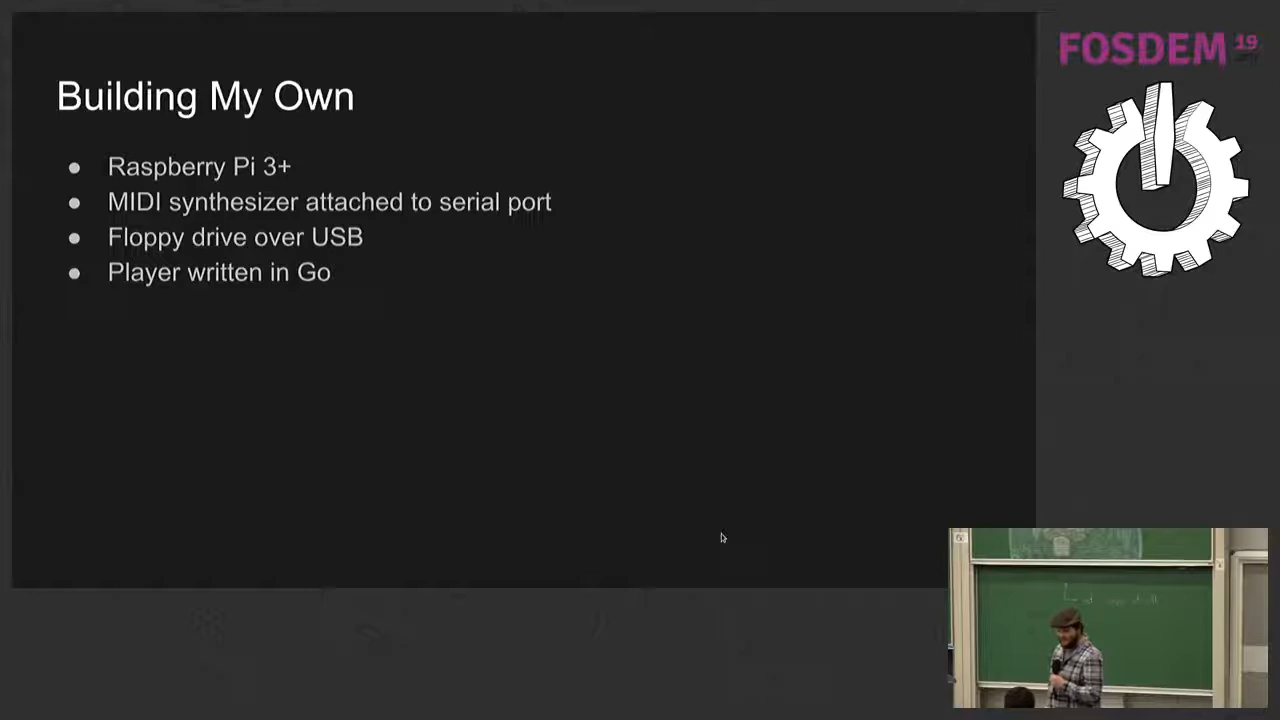 Building My Own
● Raspberry Pi 3+
● MIDI synthesizer attached to serial port
● Floppy drive over USB
● Player written in Go
FOSDEM 19